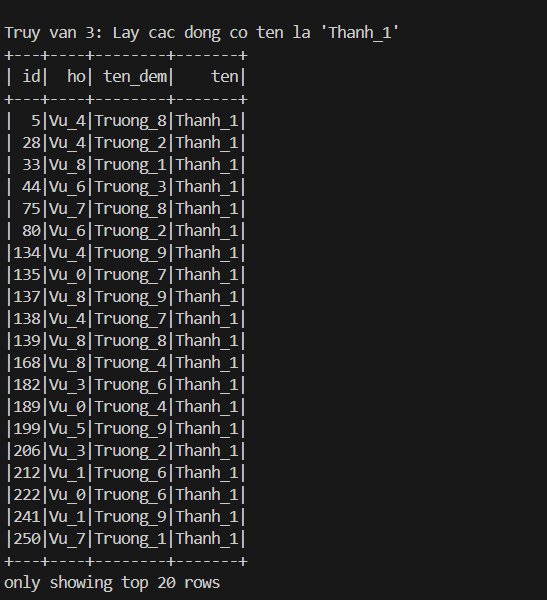 Truy van 3: Lay cac dong co ten la 'Thanh_1'
+---+----+--------+-------+
| id|  ho| ten_dem|    ten|
+---+----+--------+-------+
|  5|Vu_4|Truong_8|Thanh_1|
| 28|Vu_4|Truong_2|Thanh_1|
| 33|Vu_8|Truong_1|Thanh_1|
| 44|Vu_6|Truong_3|Thanh_1|
| 75|Vu_7|Truong_8|Thanh_1|
| 80|Vu_6|Truong_2|Thanh_1|
|134|Vu_4|Truong_9|Thanh_1|
|135|Vu_0|Truong_7|Thanh_1|
|137|Vu_8|Truong_9|Thanh_1|
|138|Vu_4|Truong_7|Thanh_1|
|139|Vu_8|Truong_8|Thanh_1|
|168|Vu_8|Truong_4|Thanh_1|
|182|Vu_3|Truong_6|Thanh_1|
|189|Vu_0|Truong_4|Thanh_1|
|199|Vu_5|Truong_9|Thanh_1|
|206|Vu_3|Truong_2|Thanh_1|
|212|Vu_1|Truong_6|Thanh_1|
|222|Vu_0|Truong_6|Thanh_1|
|241|Vu_1|Truong_9|Thanh_1|
|250|Vu_7|Truong_1|Thanh_1|
+---+----+--------+-------+
only showing top 20 rows